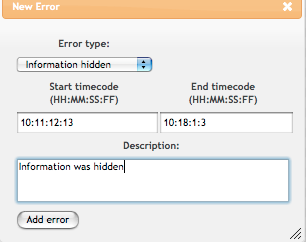 New Error
Error type:
Information hidden
Start timecode End timecode
(HH:MM:SS:FF) (HH:MM:SS:FF)
10:11:12:13 10:18:1:3
Description:
Information was hidden
Add error